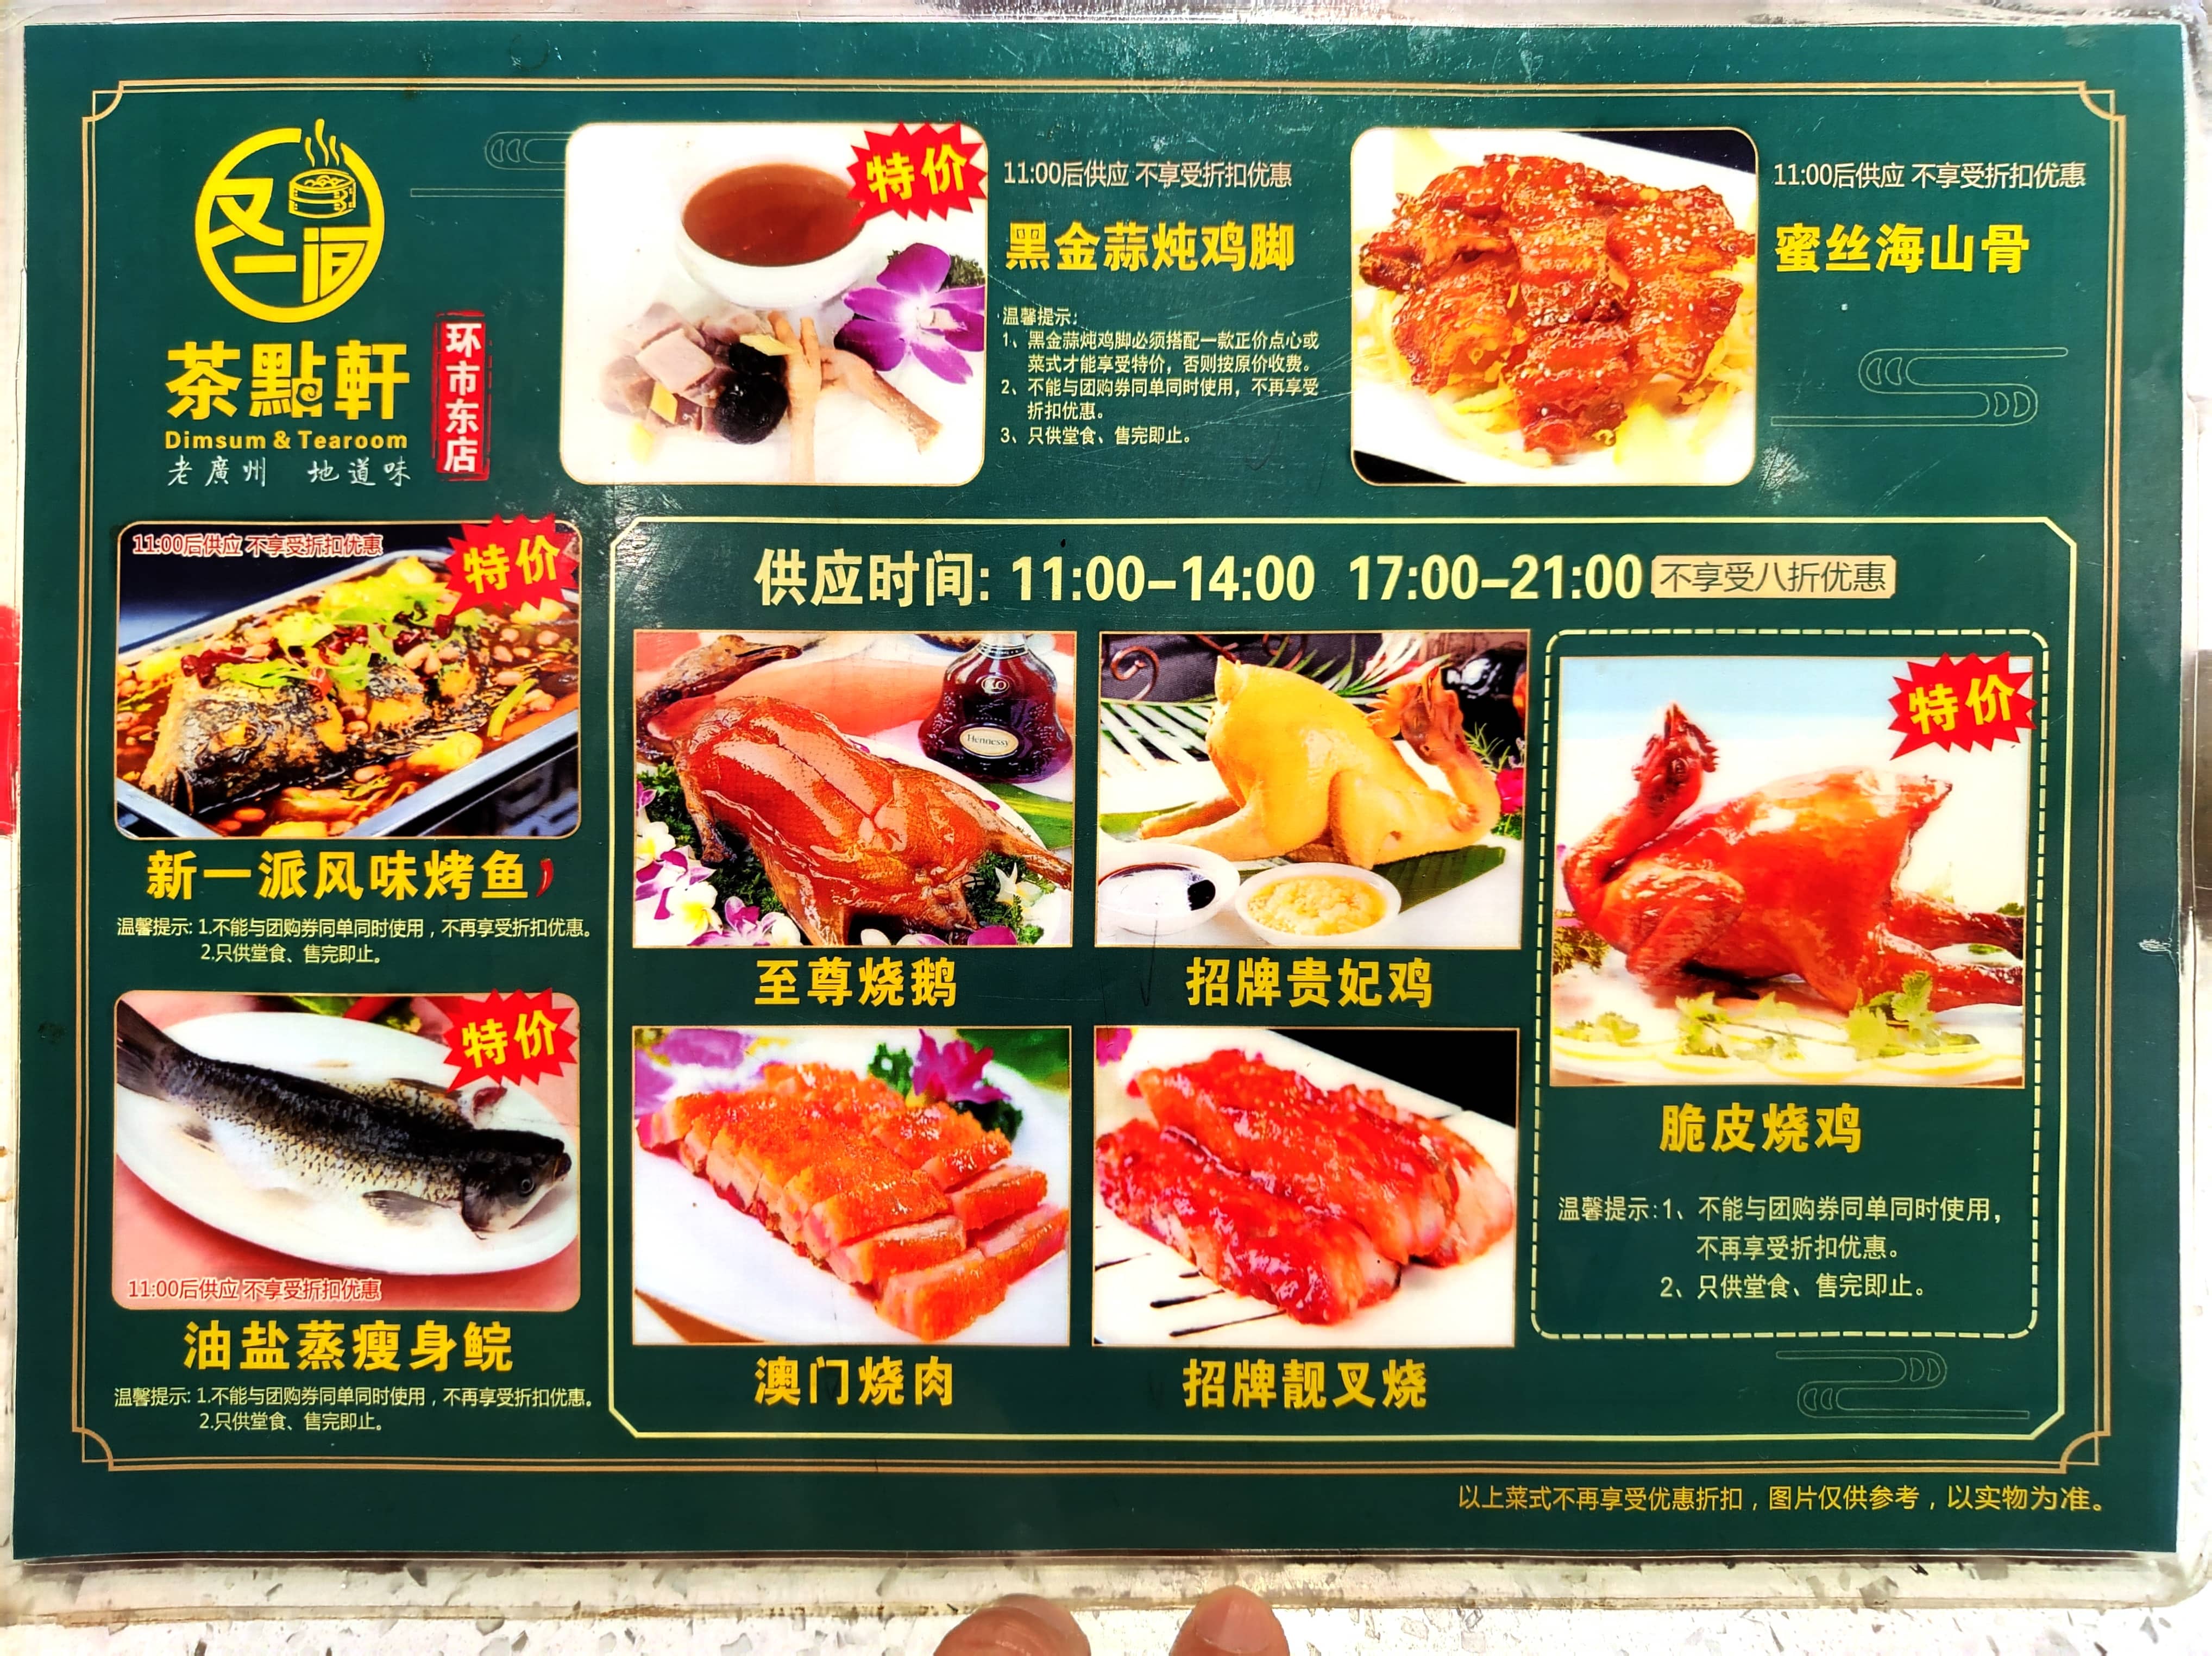 又一间
茶點軒
Dimsum & Tearoom
老廣州 地道味
环市东店
特价
11:00后供应 不享受折扣优惠
黑金蒜炖鸡脚
温馨提示:
1、黑金蒜炖鸡脚必须搭配一款正价点心或
菜式才能享受特价，否则按原价收费。
2、不能与团购券同单同时使用，不再享受
折扣优惠。
3、只供堂食、售完即止。
11:00后供应 不享受折扣优惠
蜜丝海山骨
11:00后供应 不享受折扣优惠
特价
新一派风味烤鱼
温馨提示: 1.不能与团购券同单同时使用，不再享受折扣优惠。
2.只供堂食、售完即止。
特价
11:00后供应 不享受折扣优惠
油盐蒸瘦身鲩
温馨提示: 1.不能与团购券同单同时使用，不再享受折扣优惠。
2.只供堂食、售完即止。
供应时间: 11:00-14:00 17:00-21:00 不享受八折优惠
Hennessy
至尊烧鹅
招牌贵妃鸡
澳门烧肉
招牌靓叉烧
特价
脆皮烧鸡
温馨提示:1、不能与团购券同单同时使用，
不再享受折扣优惠。
2、只供堂食、售完即止。
以上菜式不再享受优惠折扣，图片仅供参考，以实物为准。